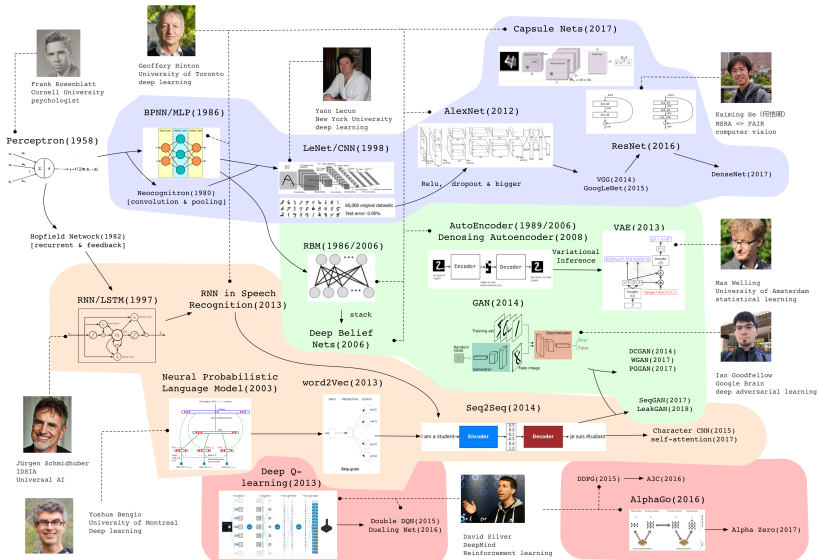 Frank Rosenblatt
Cornell University
psychologist
Geoffery Hinton
University of Toronto
deep learning
Yann Lecun
New York University
deep learning
Capsule Nets(2017)
Kaiming He (何恺明)
MSRA => FAIR
computer vision
Perceptron(1958)
BPNN/MLP(1986)
LeNet/CNN(1998)
AlexNet(2012)
ResNet(2016)
DenseNet(2017)
Neocognitron(1980)
[convolution & pooling]
Relu, dropout & bigger
VGG(2014)
GoogLeNet(2015)
60,000 original datasets
Test error: 0.95%
Hopfield Network(1982)
[recurrent & feedback]
RBM(1986/2006)
stack
Deep Belief
Nets(2006)
AutoEncoder(1989/2006)
Denosing Autoencoder(2008)
Encoder
Decoder
Variational
Inference
VAE(2013)
Max Welling
University of Amsterdam
statistical learning
GAN(2014)
Training set
Random
noise
Generator
Fake image
Discriminator
Real
Fake
DCGAN(2014)
WGAN(2017)
PGGAN(2017)
SeqGAN(2017)
LeakGAN(2018)
Ian Goodfellow
Google Brain
deep adversarial learning
RNN/LSTM(1997)
RNN in Speech
Recognition(2013)
Neural Probabilistic
Language Model(2003)
word2Vec(2013)
INPUT
PROJECTION
OUTPUT
Skip-gram
Seq2Seq(2014)
I am a student
Encoder
Decoder
je suis étudiant
Character CNN(2015)
self-attention(2017)
Jürgen Schmidhuber
IDSIA
Universal AI
Yoshua Bengio
University of Montreal
Deep learning
Deep Q-
learning(2013)
Double DQN(2015)
Dueling Net(2016)
David Silver
DeepMind
Reinforcement learning
DDPG(2015)
A3C(2016)
AlphaGo(2016)
Alpha Zero(2017)